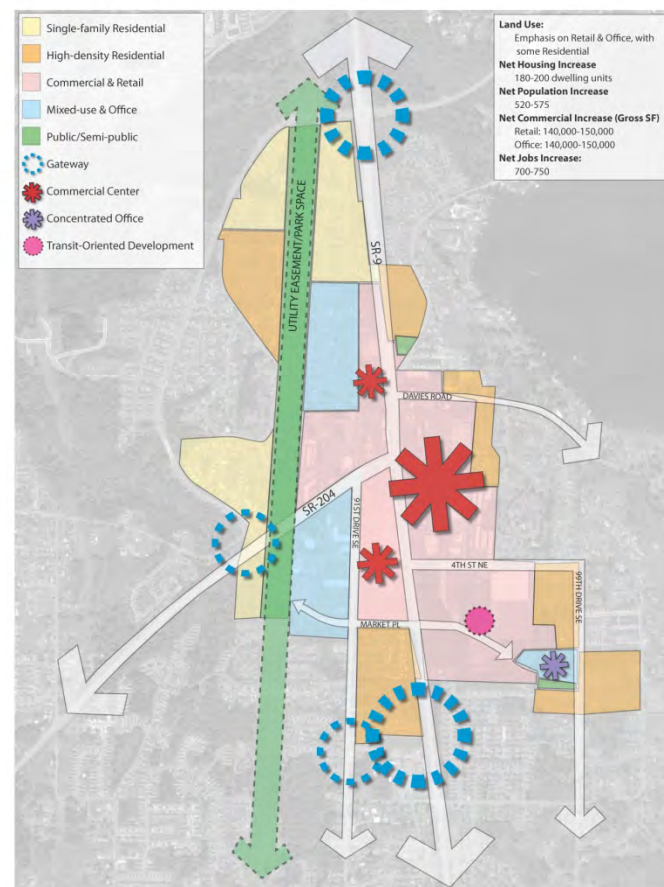 Single-family Residential
High-density Residential
Commercial & Retail
Mixed-use & Office
Public/Semi-public
Gateway
Commercial Center
Concentrated Office
Transit-Oriented Development
Land Use:
Emphasis on Retail & Office, with
some Residential
Net Housing Increase
180-200 dwelling units
Net Population Increase
520-575
Net Commercial Increase (Gross SF)
Retail: 140,000-150,000
Office: 140,000-150,000
Net Jobs Increase:
700-750
UTILITY EASEMENT/PARK SPACE
SR-9
DAVIES ROAD
SR-204
91ST DRIVE SE
4TH ST NE
99TH DRIVE SE
MARKET PL